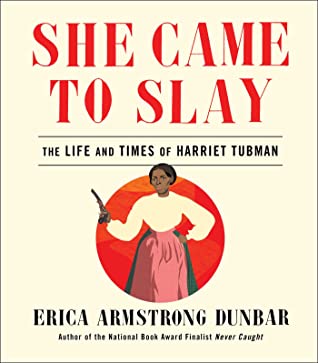 SHE CAME
TO SLAY
THE LIFE AND TIMES OF HARRIET TUBMAN
ERICA ARMSTRONG DUNBAR
Author of the National Book Award Finalist Never Caught